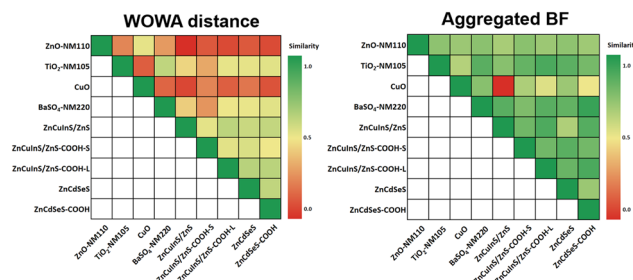 WOWA distance
Similarity
ZnO-NM110
TiO₂-NM105
CuO
BaSO₄-NM220
ZnCuInS/ZnS
ZnCuInS/ZnS-COOH-S
ZnCuInS/ZnS-COOH-L
ZnCdSeS
ZnCdSeS-COOH
1.0
0.5
0.0
ZnO-NM110
TiO₂-NM105
CuO
BaSO₄-NM220
ZnCuInS/ZnS
ZnCuInS/ZnS-COOH-S
ZnCuInS/ZnS-COOH-L
ZnCdSeS
ZnCdSeS-COOH
Aggregated BF
Similarity
ZnO-NM110
TiO₂-NM105
CuO
BaSO₄-NM220
ZnCuInS/ZnS
ZnCuInS/ZnS-COOH-S
ZnCuInS/ZnS-COOH-L
ZnCdSeS
ZnCdSeS-COOH
1.0
0.5
0.0
ZnO-NM110
TiO₂-NM105
CuO
BaSO₄-NM220
ZnCuInS/ZnS
ZnCuInS/ZnS-COOH-S
ZnCuInS/ZnS-COOH-L
ZnCdSeS
ZnCdSeS-COOH